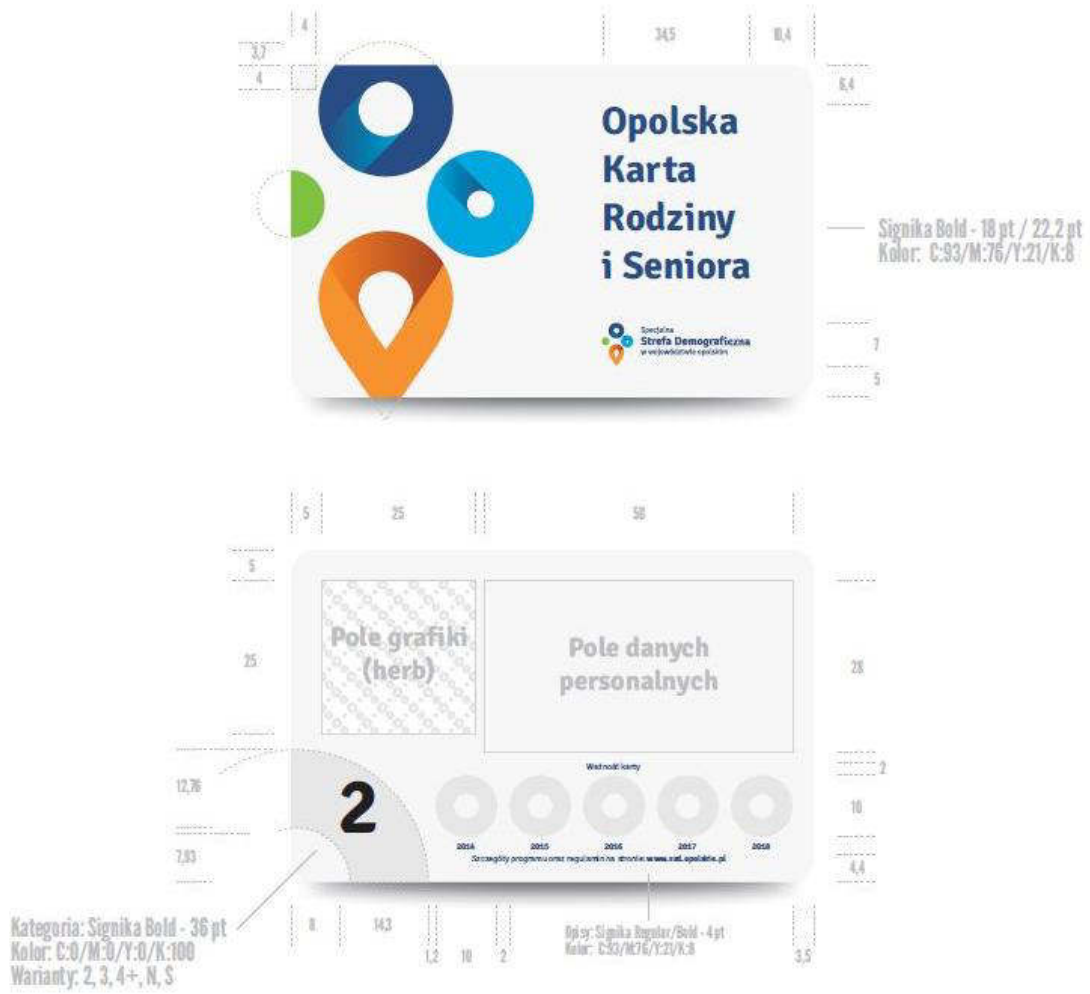 4
34,5
10,4
3,7
4
6,4
Opolska
Karta
Rodziny
i Seniora
Signika Bold - 18 pt / 22,2 pt
Kolor: C:93/M:76/Y:21/K:8
Specjalna
Strefa Demograficzna
w województwie opolskim
7
5
5
25
50
5
Pole grafiki
(herb)
Pole danych
personalnych
25
28
Ważność karty
2
12,76
2
10
7,93
2014
2015
2016
2017
2018
Szczegóły programu oraz regulamin na stronie:
4,4
Kategoria: Signika Bold - 36 pt
Kolor: C:0/M:0/Y:0/K:100
Warianty: 2, 3, 4+, N, S
8
14,3
1,2
10
2
Opisy: Signika Regular/Bold - 4 pt
Kolor: C:93/M:76/Y:21/K:8
3,5